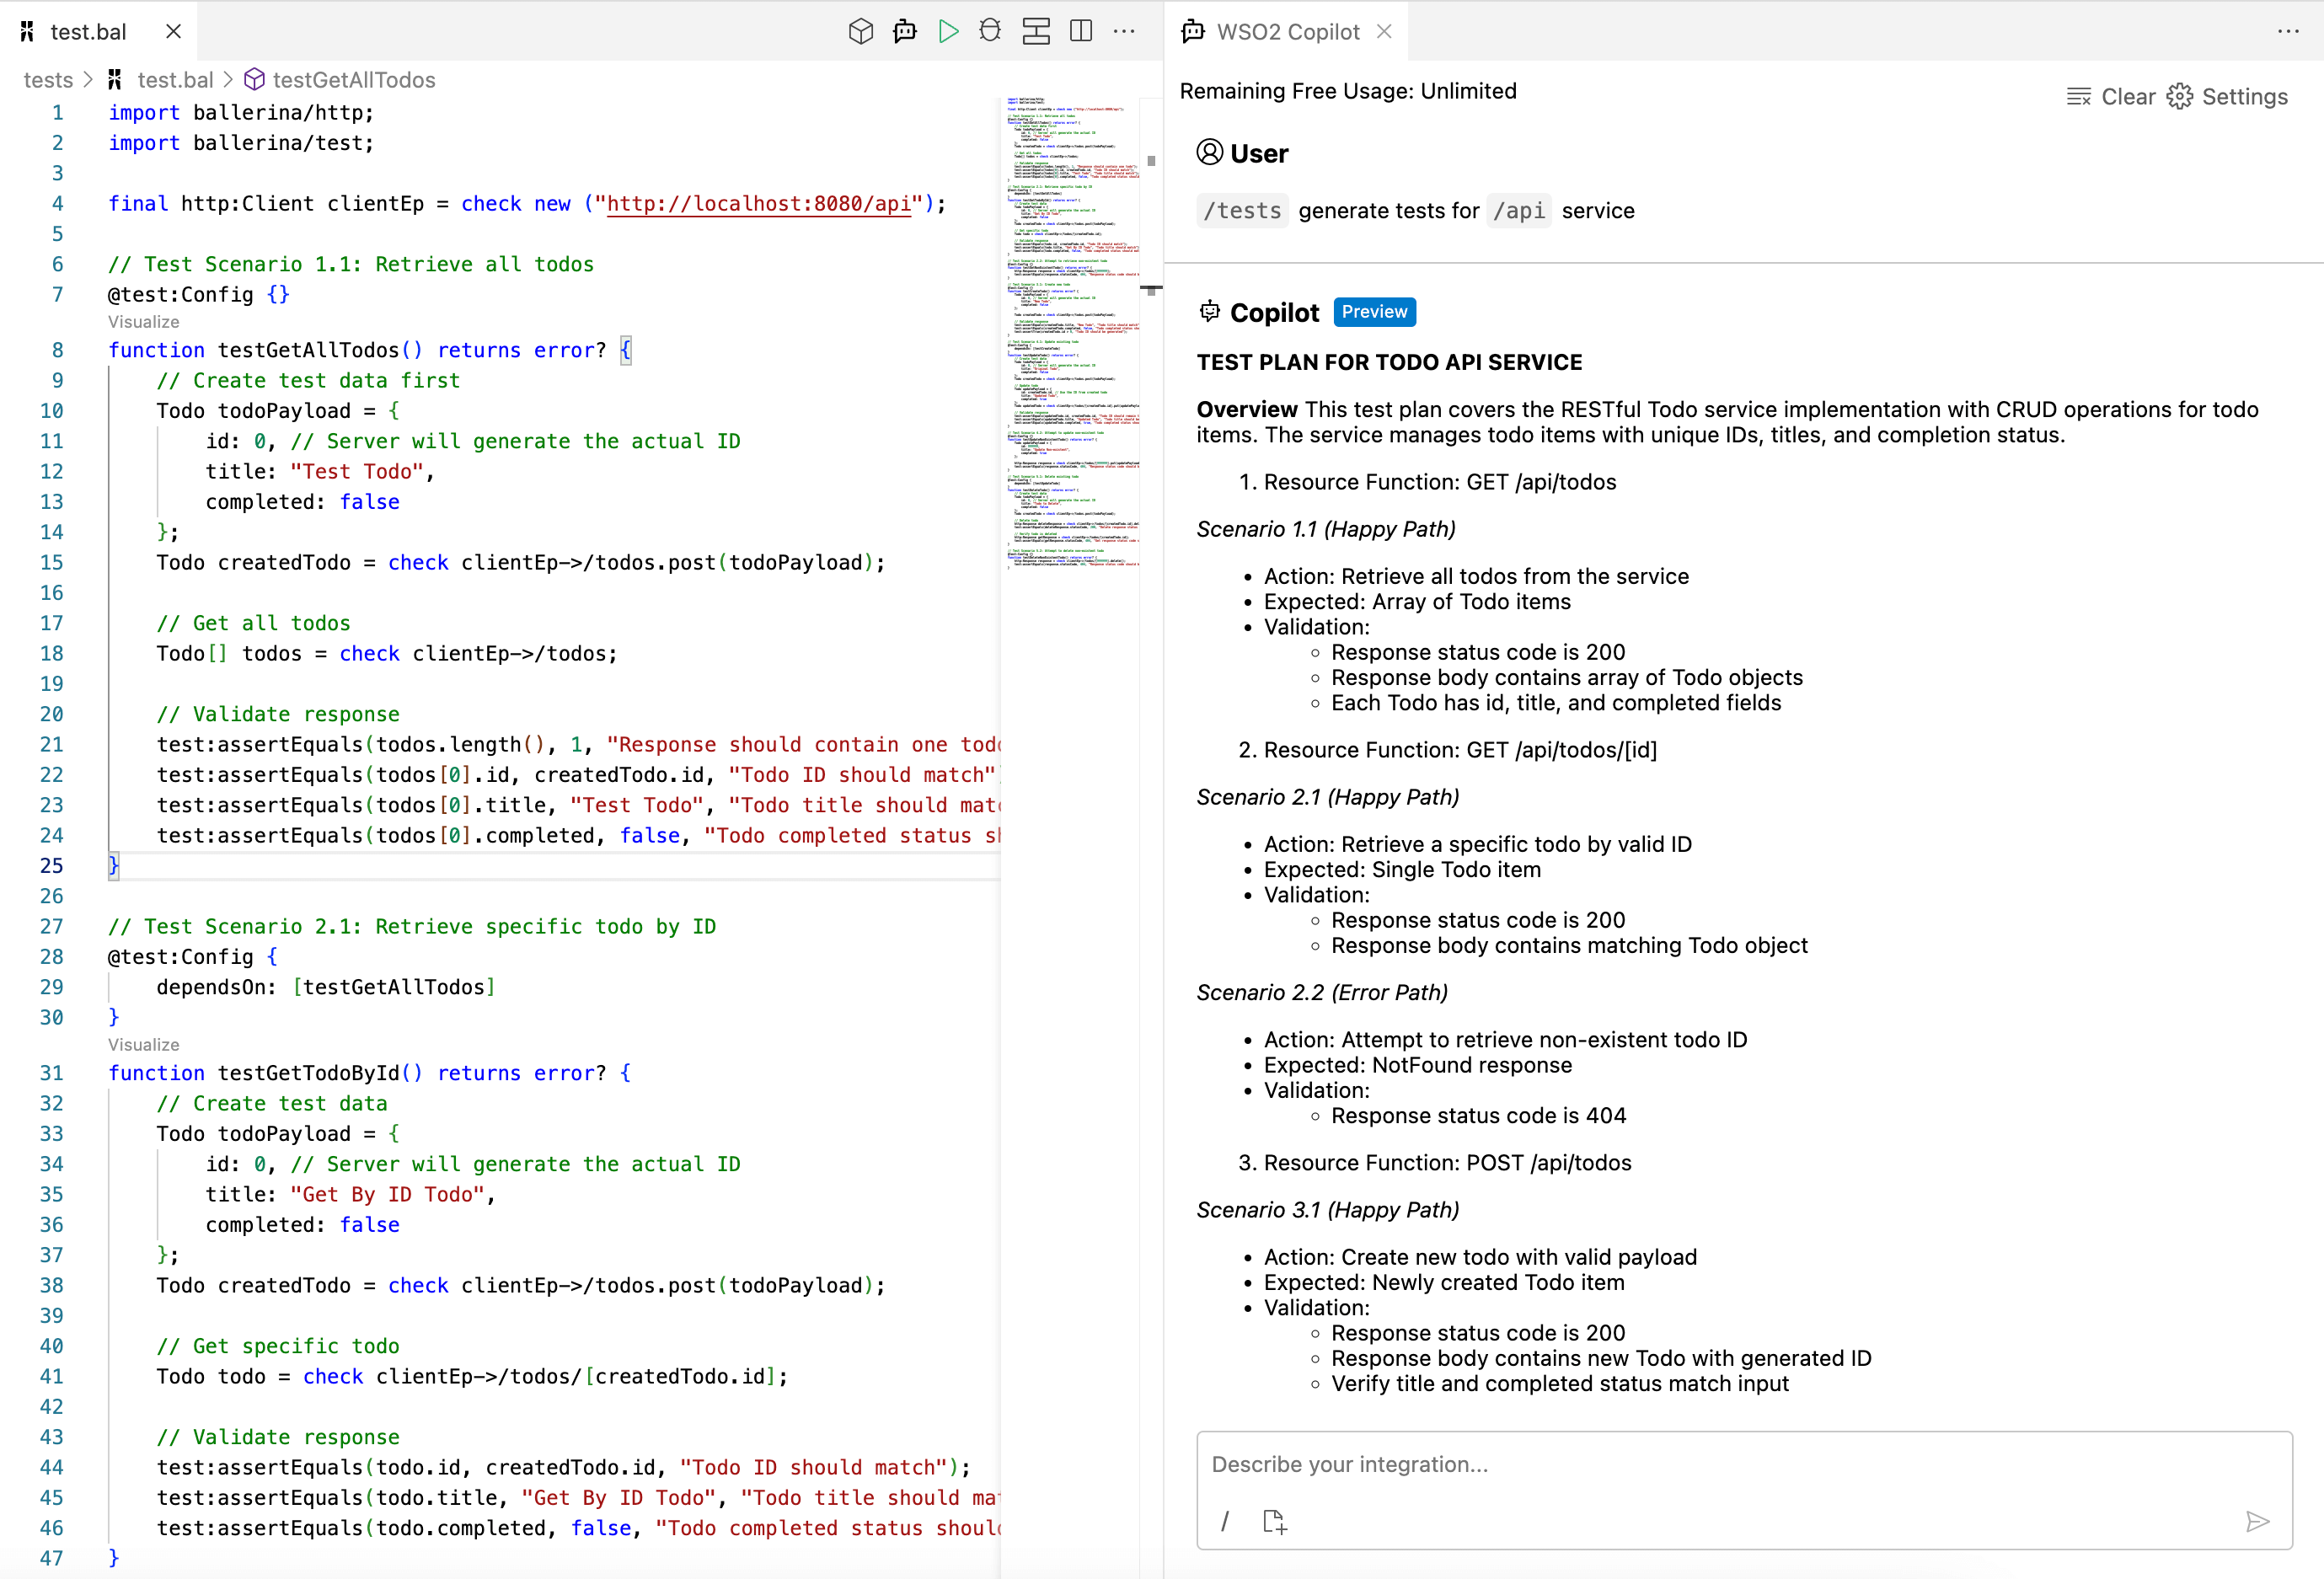 test.bal
tests > test.bal > testGetAllTodos
1 import ballerina/http;
2 import ballerina/test;
3
4 final http:Client clientEp = check new ("http://localhost:8080/api");
5
6 // Test Scenario 1.1: Retrieve all todos
7 @test:Config {}
Visualize
8 function testGetAllTodos() returns error? {
9 // Create test data first
10 Todo todoPayload = {
11 id: 0, // Server will generate the actual ID
12 title: "Test Todo",
13 completed: false
14 };
15 Todo createdTodo = check clientEp->/todos.post(todoPayload);
16
17 // Get all todos
18 Todo[] todos = check clientEp->/todos;
19
20 // Validate response
21 test:assertEquals(todos.length(), 1, "Response should contain one tod
22 test:assertEquals(todos[0].id, createdTodo.id, "Todo ID should match"
23 test:assertEquals(todos[0].title, "Test Todo", "Todo title should mat
24 test:assertEquals(todos[0].completed, false, "Todo completed status s
25 }
26
27 // Test Scenario 2.1: Retrieve specific todo by ID
28 @test:Config {
29 dependsOn: [testGetAllTodos]
30 }
Visualize
31 function testGetTodoById() returns error? {
32 // Create test data
33 Todo todoPayload = {
34 id: 0, // Server will generate the actual ID
35 title: "Get By ID Todo",
36 completed: false
37 };
38 Todo createdTodo = check clientEp->/todos.post(todoPayload);
39
40 // Get specific todo
41 Todo todo = check clientEp->/todos/[createdTodo.id];
42
43 // Validate response
44 test:assertEquals(todo.id, createdTodo.id, "Todo ID should match");
45 test:assertEquals(todo.title, "Get By ID Todo", "Todo title should ma
46 test:assertEquals(todo.completed, false, "Todo completed status shoul
47 }
WSO2 Copilot
Remaining Free Usage: Unlimited
Clear Settings
User
/tests generate tests for /api service
Copilot Preview
TEST PLAN FOR TODO API SERVICE
Overview This test plan covers the RESTful Todo service implementation with CRUD operations for todo
items. The service manages todo items with unique IDs, titles, and completion status.
1. Resource Function: GET /api/todos
Scenario 1.1 (Happy Path)
• Action: Retrieve all todos from the service
• Expected: Array of Todo items
• Validation:
◦ Response status code is 200
◦ Response body contains array of Todo objects
◦ Each Todo has id, title, and completed fields
2. Resource Function: GET /api/todos/[id]
Scenario 2.1 (Happy Path)
• Action: Retrieve a specific todo by valid ID
• Expected: Single Todo item
• Validation:
◦ Response status code is 200
◦ Response body contains matching Todo object
Scenario 2.2 (Error Path)
• Action: Attempt to retrieve non-existent todo ID
• Expected: NotFound response
• Validation:
◦ Response status code is 404
3. Resource Function: POST /api/todos
Scenario 3.1 (Happy Path)
• Action: Create new todo with valid payload
• Expected: Newly created Todo item
• Validation:
◦ Response status code is 200
◦ Response body contains new Todo with generated ID
◦ Verify title and completed status match input
Describe your integration...
/